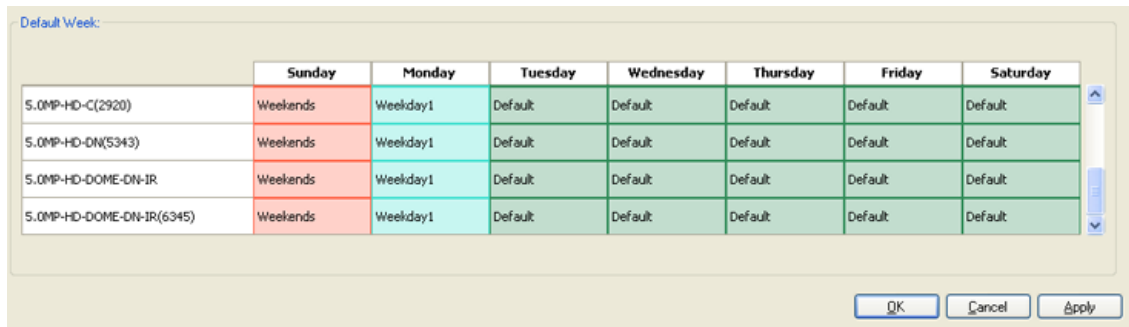 Default Week:
Sunday Monday Tuesday Wednesday Thursday Friday Saturday
5.0MP-HD-C(2920) Weekends Weekday1 Default Default Default Default Default
5.0MP-HD-DN(5343) Weekends Weekday1 Default Default Default Default Default
5.0MP-HD-DOME-DN-IR Weekends Weekday1 Default Default Default Default Default
5.0MP-HD-DOME-DN-IR(6345) Weekends Weekday1 Default Default Default Default Default
OK Cancel Apply